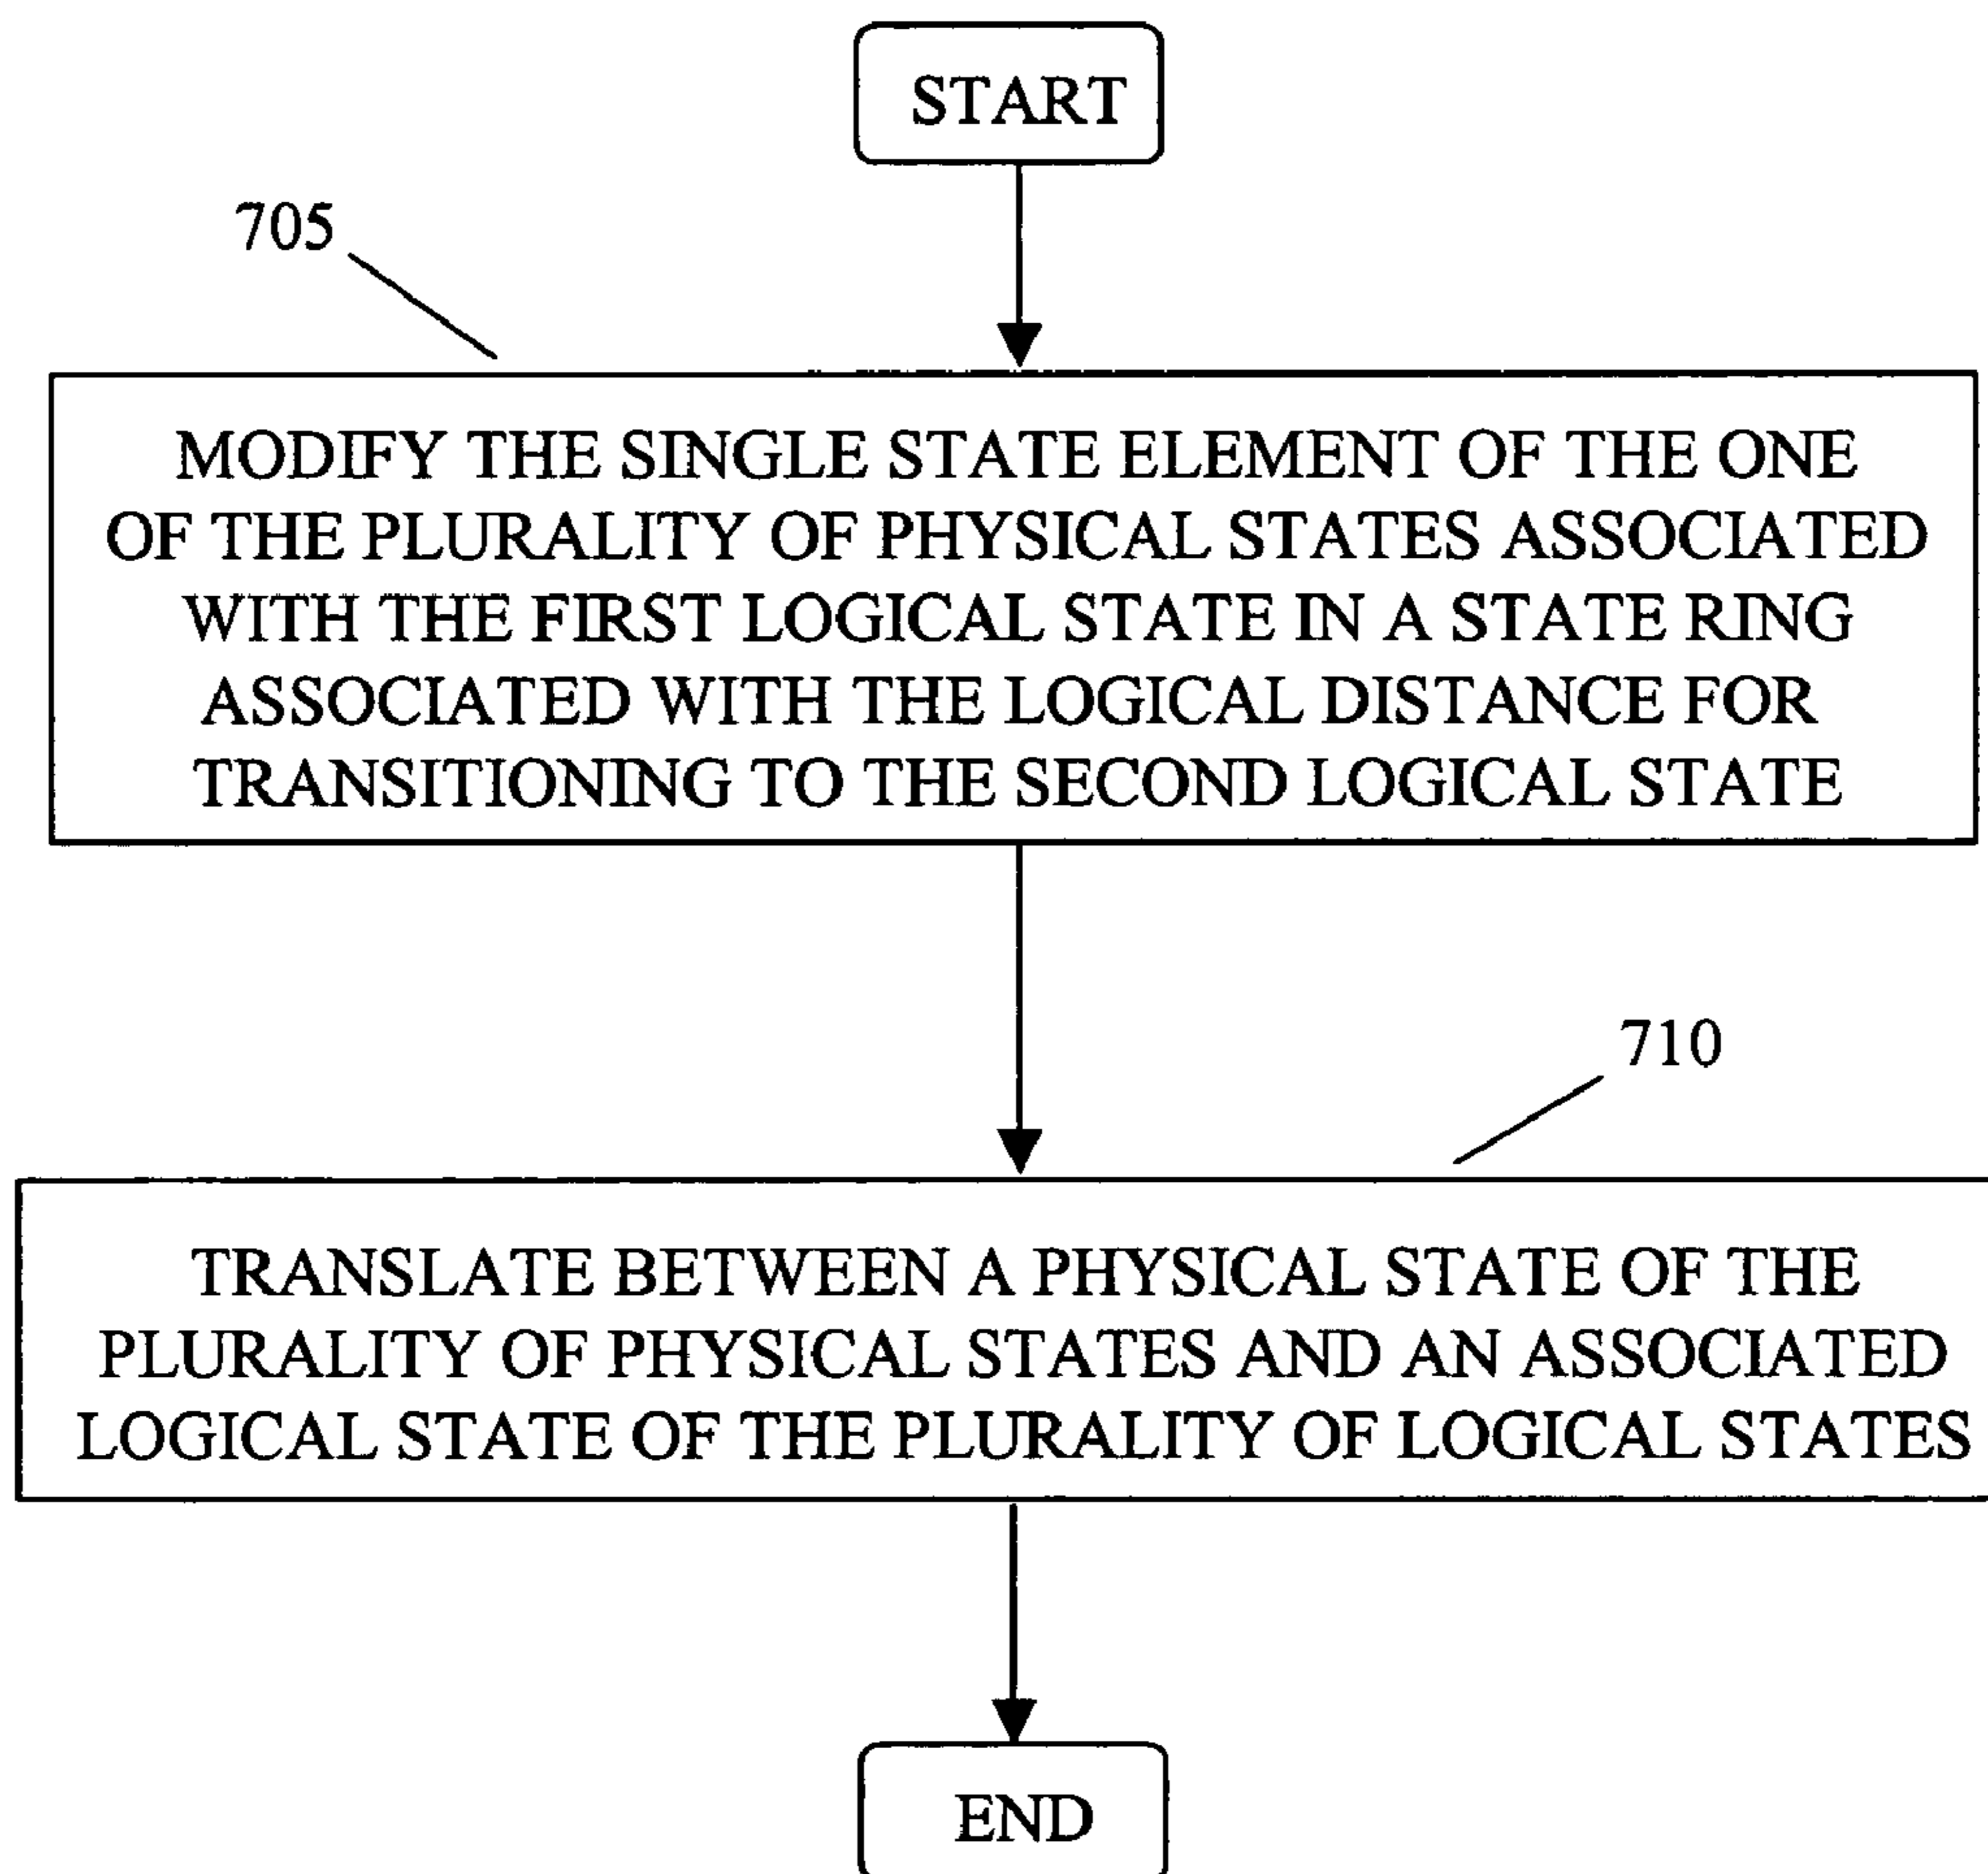 START
705
MODIFY THE SINGLE STATE ELEMENT OF THE ONE
OF THE PLURALITY OF PHYSICAL STATES ASSOCIATED
WITH THE FIRST LOGICAL STATE IN A STATE RING
ASSOCIATED WITH THE LOGICAL DISTANCE FOR
TRANSITIONING TO THE SECOND LOGICAL STATE
710
TRANSLATE BETWEEN A PHYSICAL STATE OF THE
PLURALITY OF PHYSICAL STATES AND AN ASSOCIATED
LOGICAL STATE OF THE PLURALITY OF LOGICAL STATES
END